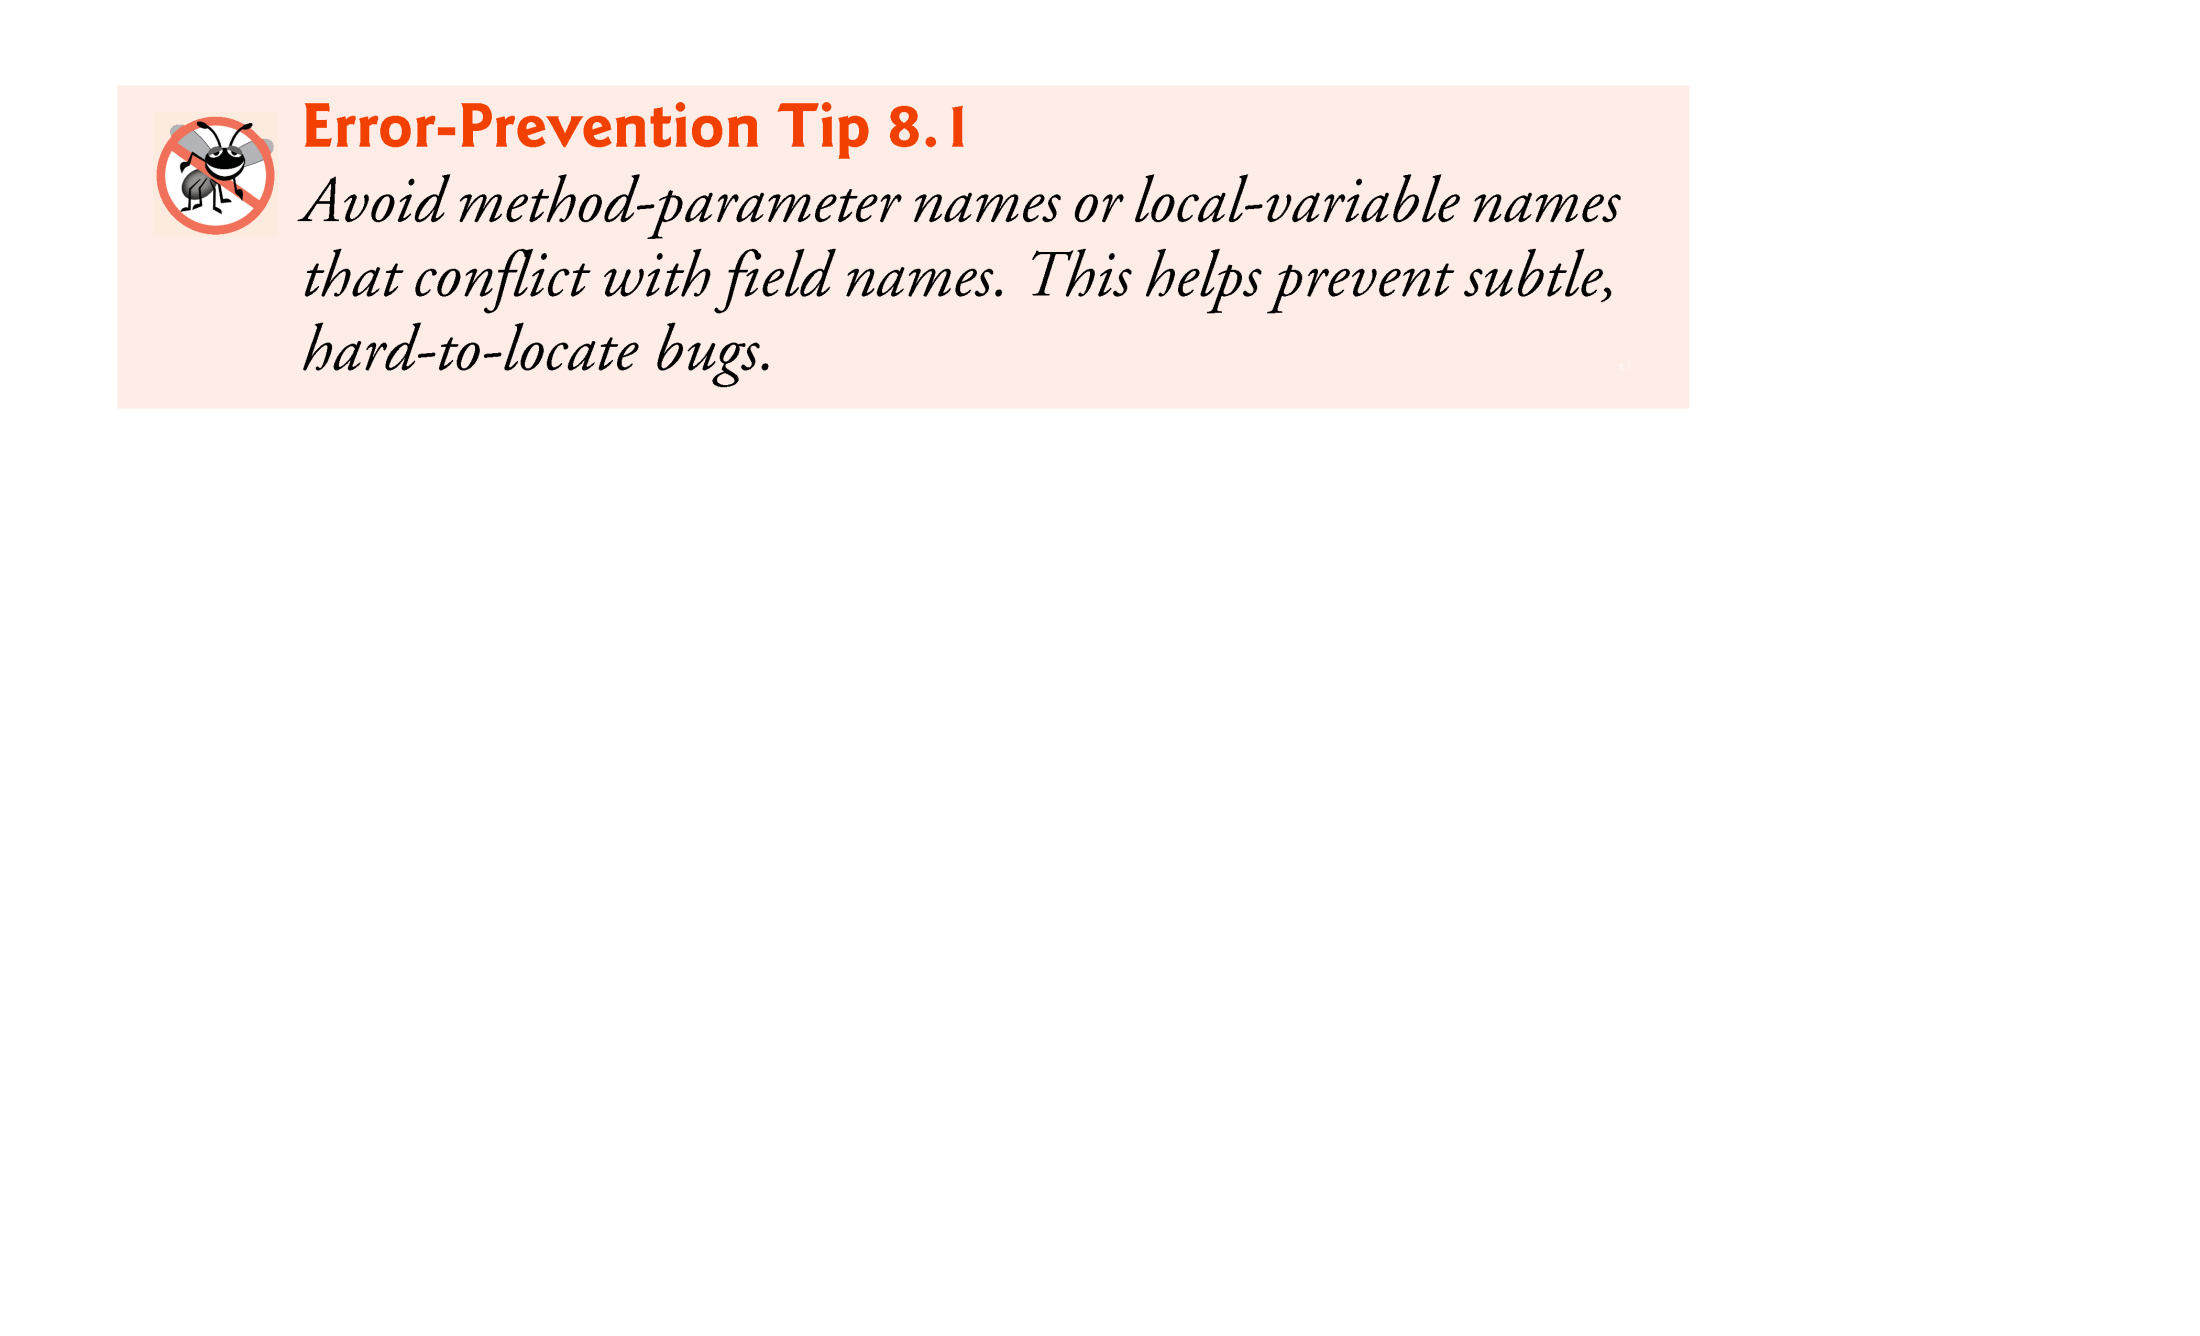 Error-Prevention Tip 8.1
Avoid method-parameter names or local-variable names
that conflict with field names. This helps prevent subtle,
hard-to-locate bugs.